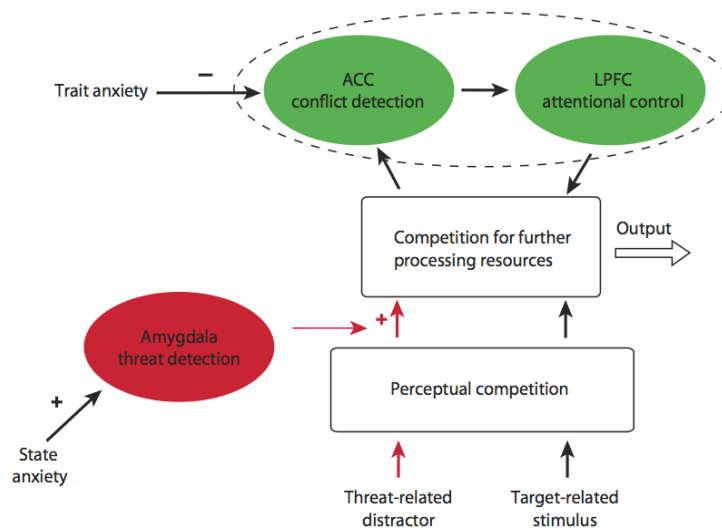 ACC
conflict detection
LPFC
attentional control
Trait anxiety
−
Competition for further
processing resources
Output
Amygdala
threat detection
+
Perceptual competition
+
State
anxiety
Threat-related
distractor
Target-related
stimulus